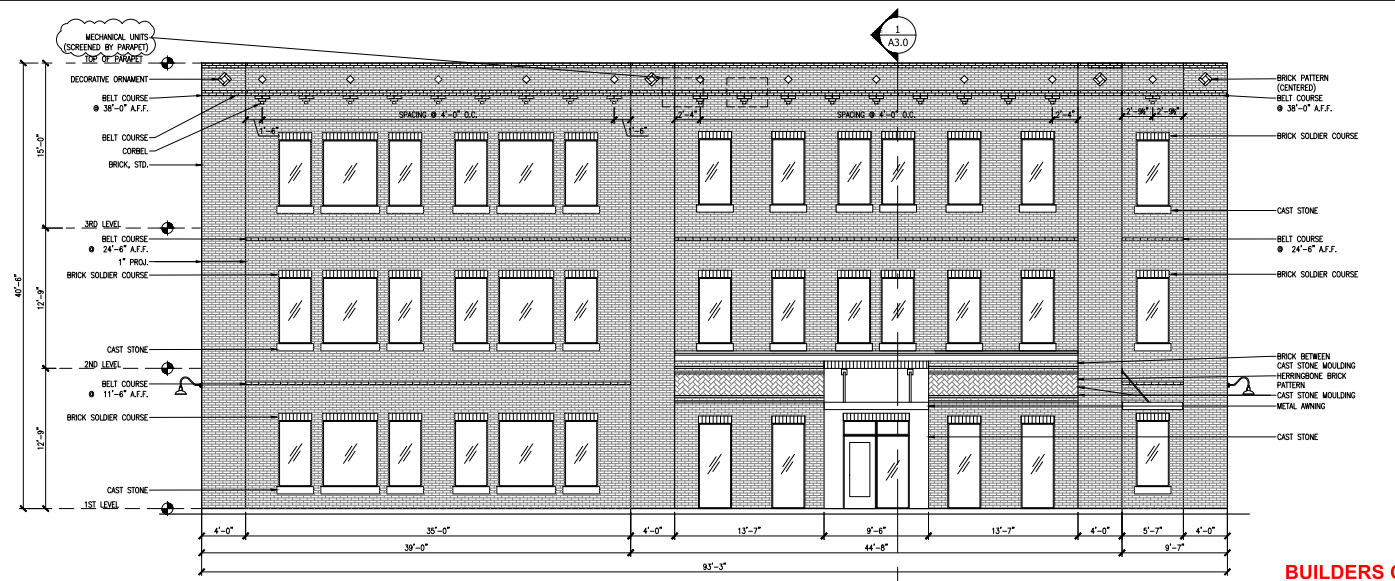 MECHANICAL UNITS
(SCREENED BY PARAPET)
TOP OF PARAPET
DECORATIVE ORNAMENT
BELT COURSE
@ 38'-0" A.F.F.
BELT COURSE
CORBEL
BRICK, STD.
3RD LEVEL
BELT COURSE
@ 24'-6" A.F.F.
1" PROJ.
BRICK SOLDIER COURSE
CAST STONE
2ND LEVEL
BELT COURSE
@ 11'-6" A.F.F.
BRICK SOLDIER COURSE
CAST STONE
1ST LEVEL
40'-6"
15'-0"
12'-9"
12'-9"
1
A3.0
1'-6"
SPACING @ 4'-0" O.C.
1'-6"
2'-4"
SPACING @ 4'-0" O.C.
2'-4"
BRICK PATTERN
(CENTERED)
BELT COURSE
@ 38'-0" A.F.F.
BRICK SOLDIER COURSE
CAST STONE
BELT COURSE
@ 24'-6" A.F.F.
BRICK SOLDIER COURSE
BRICK BETWEEN
CAST STONE MOULDING
HERRINGBONE BRICK
PATTERN
CAST STONE MOULDING
METAL AWNING
CAST STONE
4'-0"
35'-0"
4'-0"
13'-7"
9'-6"
13'-7"
4'-0"
5'-7"
4'-0"
39'-0"
44'-8"
9'-7"
93'-3"
BUILDERS